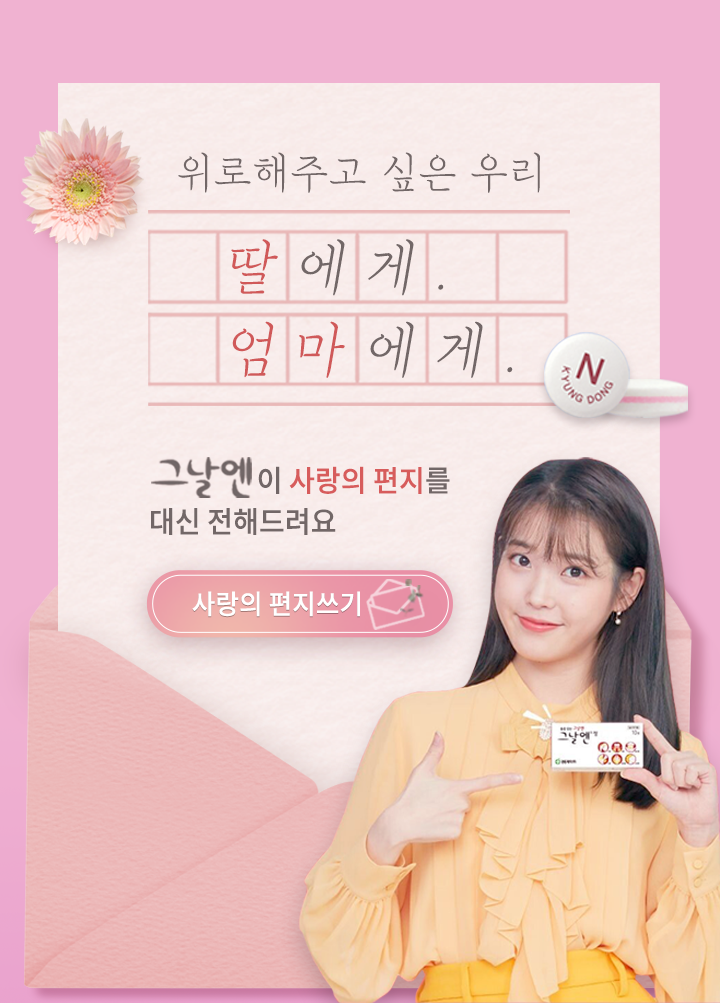 위로해주고 싶은 우리
딸에게.
엄마에게.
N
KYUNG DONG
그날엔이 사랑의 편지를
대신 전해드려요
사랑의 편지쓰기
그날엔